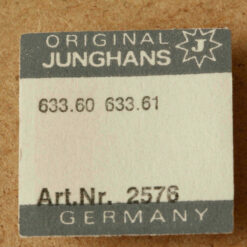 ORIGINAL
JUNGHANS J
633.60 633.61
Art.Nr. 2576
GERMANY